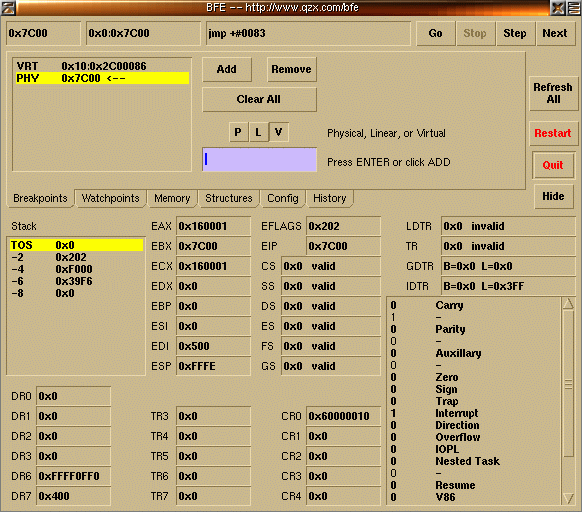 BFE -- http://www.qzx.com/bfe
0x7C00 0x0:0x7C00 jmp +#0083 Go Stop Step Next
VRT 0x10:0x2C00086
PHY 0x7C00 <--
Add Remove
Clear All
Refresh All
P L V Physical, Linear, or Virtual
Restart
Press ENTER or click ADD
Quit
Hide
Breakpoints Watchpoints Memory Structures Config History
Stack
TOS 0x0
-2 0x202
-4 0xF000
-6 0x39F6
-8 0x0
EAX 0x160001
EBX 0x7C00
ECX 0x160001
EDX 0x0
EBP 0x0
ESI 0x0
EDI 0x500
ESP 0xFFFE
EFLAGS 0x202
EIP 0x7C00
CS 0x0 valid
SS 0x0 valid
DS 0x0 valid
ES 0x0 valid
FS 0x0 valid
GS 0x0 valid
LDTR 0x0 invalid
TR 0x0 invalid
GDTR B=0x0 L=0x0
IDTR B=0x0 L=0x3FF
0 Carry
1 -
0 Parity
0 -
0 Auxillary
0 -
0 Zero
0 Sign
0 Trap
1 Interrupt
0 Direction
0 Overflow
0 IOPL
0 Nested Task
0 -
0 Resume
0 V86
DR0 0x0
DR1 0x0
DR2 0x0
DR3 0x0
DR6 0xFFFF0FF0
DR7 0x400
TR3 0x0
TR4 0x0
TR5 0x0
TR6 0x0
TR7 0x0
CR0 0x60000010
CR1 0x0
CR2 0x0
CR3 0x0
CR4 0x0